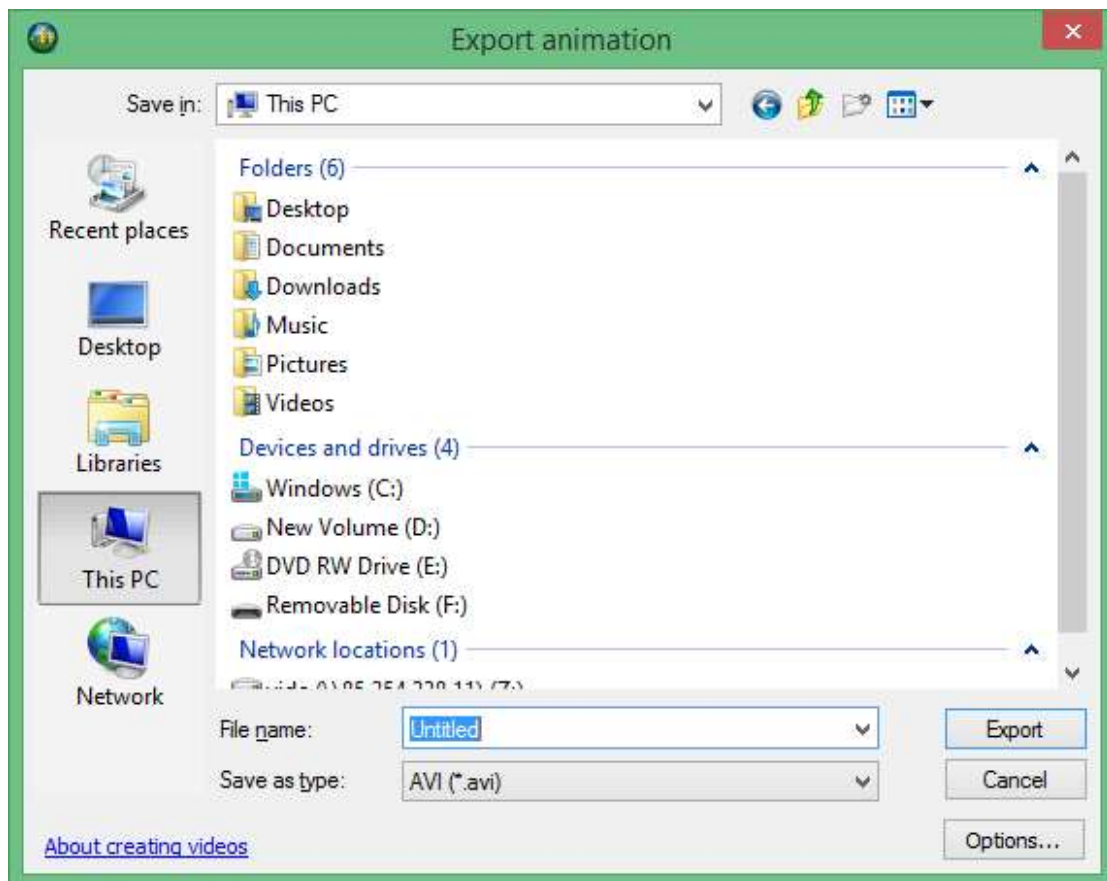 Export animation
Save in: This PC
Recent places
Desktop
Libraries
This PC
Network
Folders (6)
Desktop
Documents
Downloads
Music
Pictures
Videos
Devices and drives (4)
Windows (C:)
New Volume (D:)
DVD RW Drive (E:)
Removable Disk (F:)
Network locations (1)
File name: Untitled
Export
Save as type: AVI (*.avi)
Cancel
About creating videos
Options...